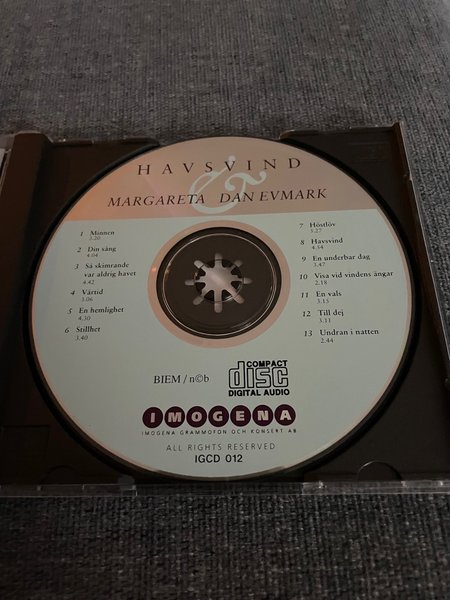 HAVSVIND
&
MARGARETA DAN EVMARK
1 Minnen
3.20
2 Din sång
4.04
3 Så skimrande
var aldrig havet
4.42
4 Vårtid
3.06
5 En hemlighet
4.30
6 Stillhet
3.40
7 Höstlöv
3.27
8 Havsvind
4.54
9 En underbar dag
3.47
10 Visa vid vindens ängar
2.18
11 En vals
3.15
12 Till dej
3.11
13 Undran i natten
2.44
BIEM / n©b
COMPACT
disc
DIGITAL AUDIO
IMOGENA
IMOGENA GRAMMOFON OCH KONSERT AB
ALL RIGHTS RESERVED
IGCD 012